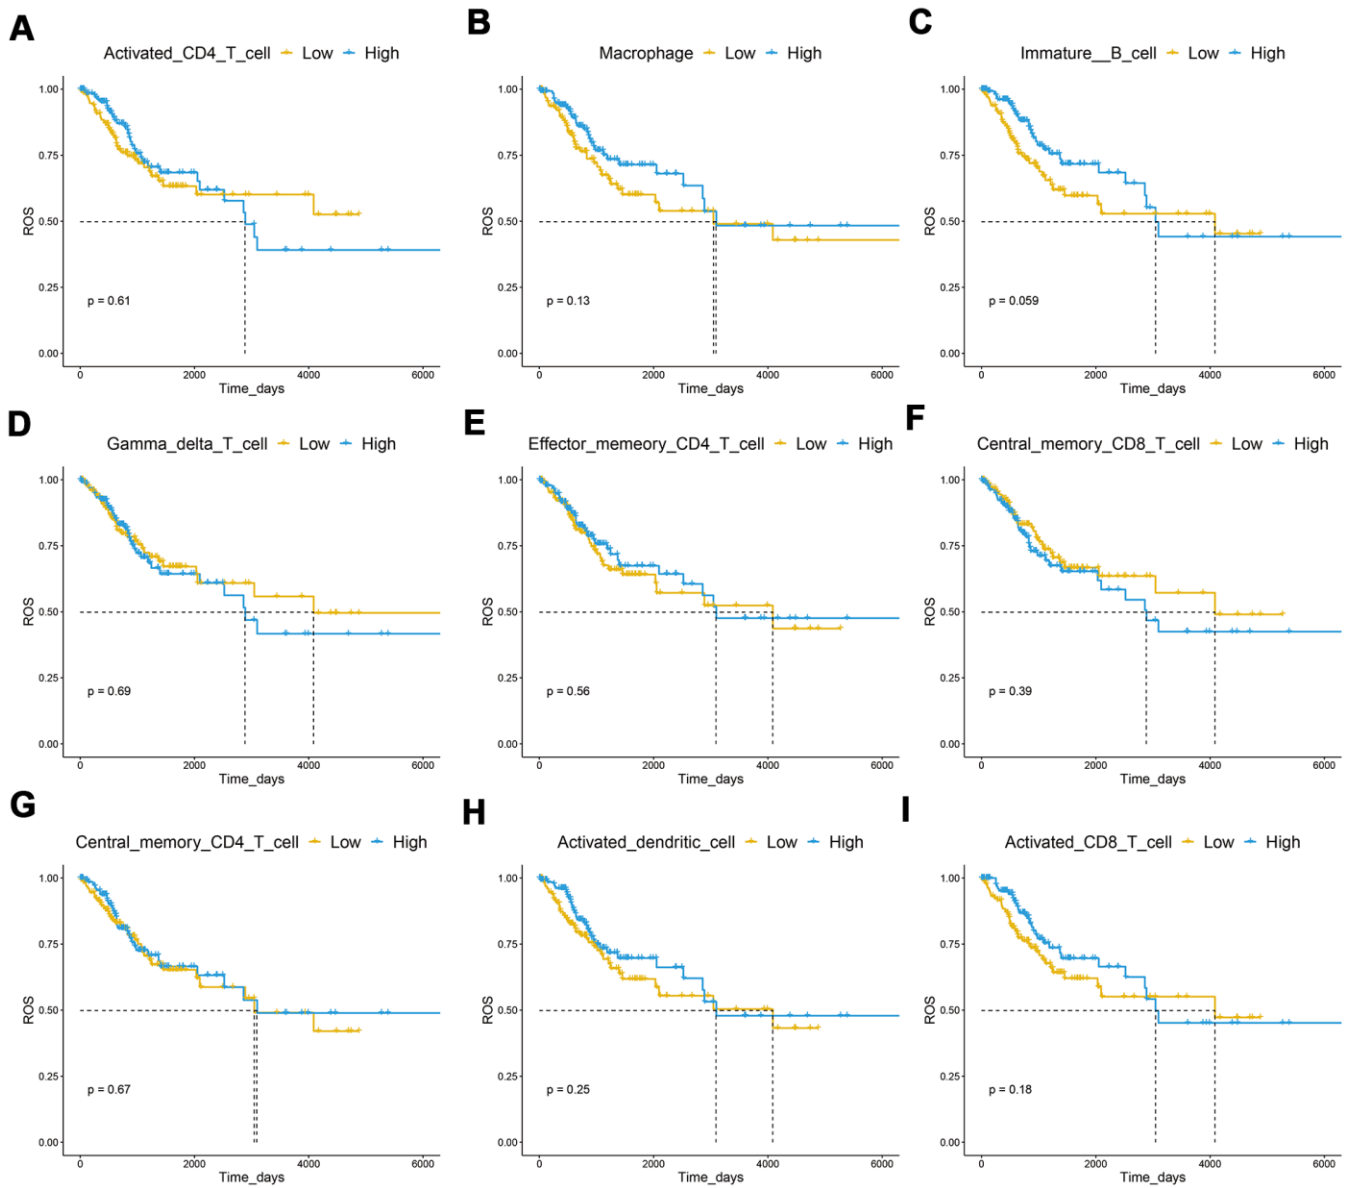 A
Activated_CD4_T_cell Low High
1.00
0.75
0.50
0.25
0.00
ROS
p = 0.61
0 2000 4000 6000
Time_days
B
Macrophage Low High
1.00
0.75
0.50
0.25
0.00
ROS
p = 0.13
0 2000 4000 6000
Time_days
C
Immature__B_cell Low High
1.00
0.75
0.50
0.25
0.00
ROS
p = 0.059
0 2000 4000 6000
Time_days
D
Gamma_delta_T_cell Low High
1.00
0.75
0.50
0.25
0.00
ROS
p = 0.69
0 2000 4000 6000
Time_days
E
Effector_memeory_CD4_T_cell Low High
1.00
0.75
0.50
0.25
0.00
ROS
p = 0.56
0 2000 4000 6000
Time_days
F
Central_memory_CD8_T_cell Low High
1.00
0.75
0.50
0.25
0.00
ROS
p = 0.39
0 2000 4000 6000
Time_days
G
Central_memory_CD4_T_cell Low High
1.00
0.75
0.50
0.25
0.00
ROS
p = 0.67
0 2000 4000 6000
Time_days
H
Activated_dendritic_cell Low High
1.00
0.75
0.50
0.25
0.00
ROS
p = 0.25
0 2000 4000 6000
Time_days
I
Activated_CD8_T_cell Low High
1.00
0.75
0.50
0.25
0.00
ROS
p = 0.18
0 2000 4000 6000
Time_days